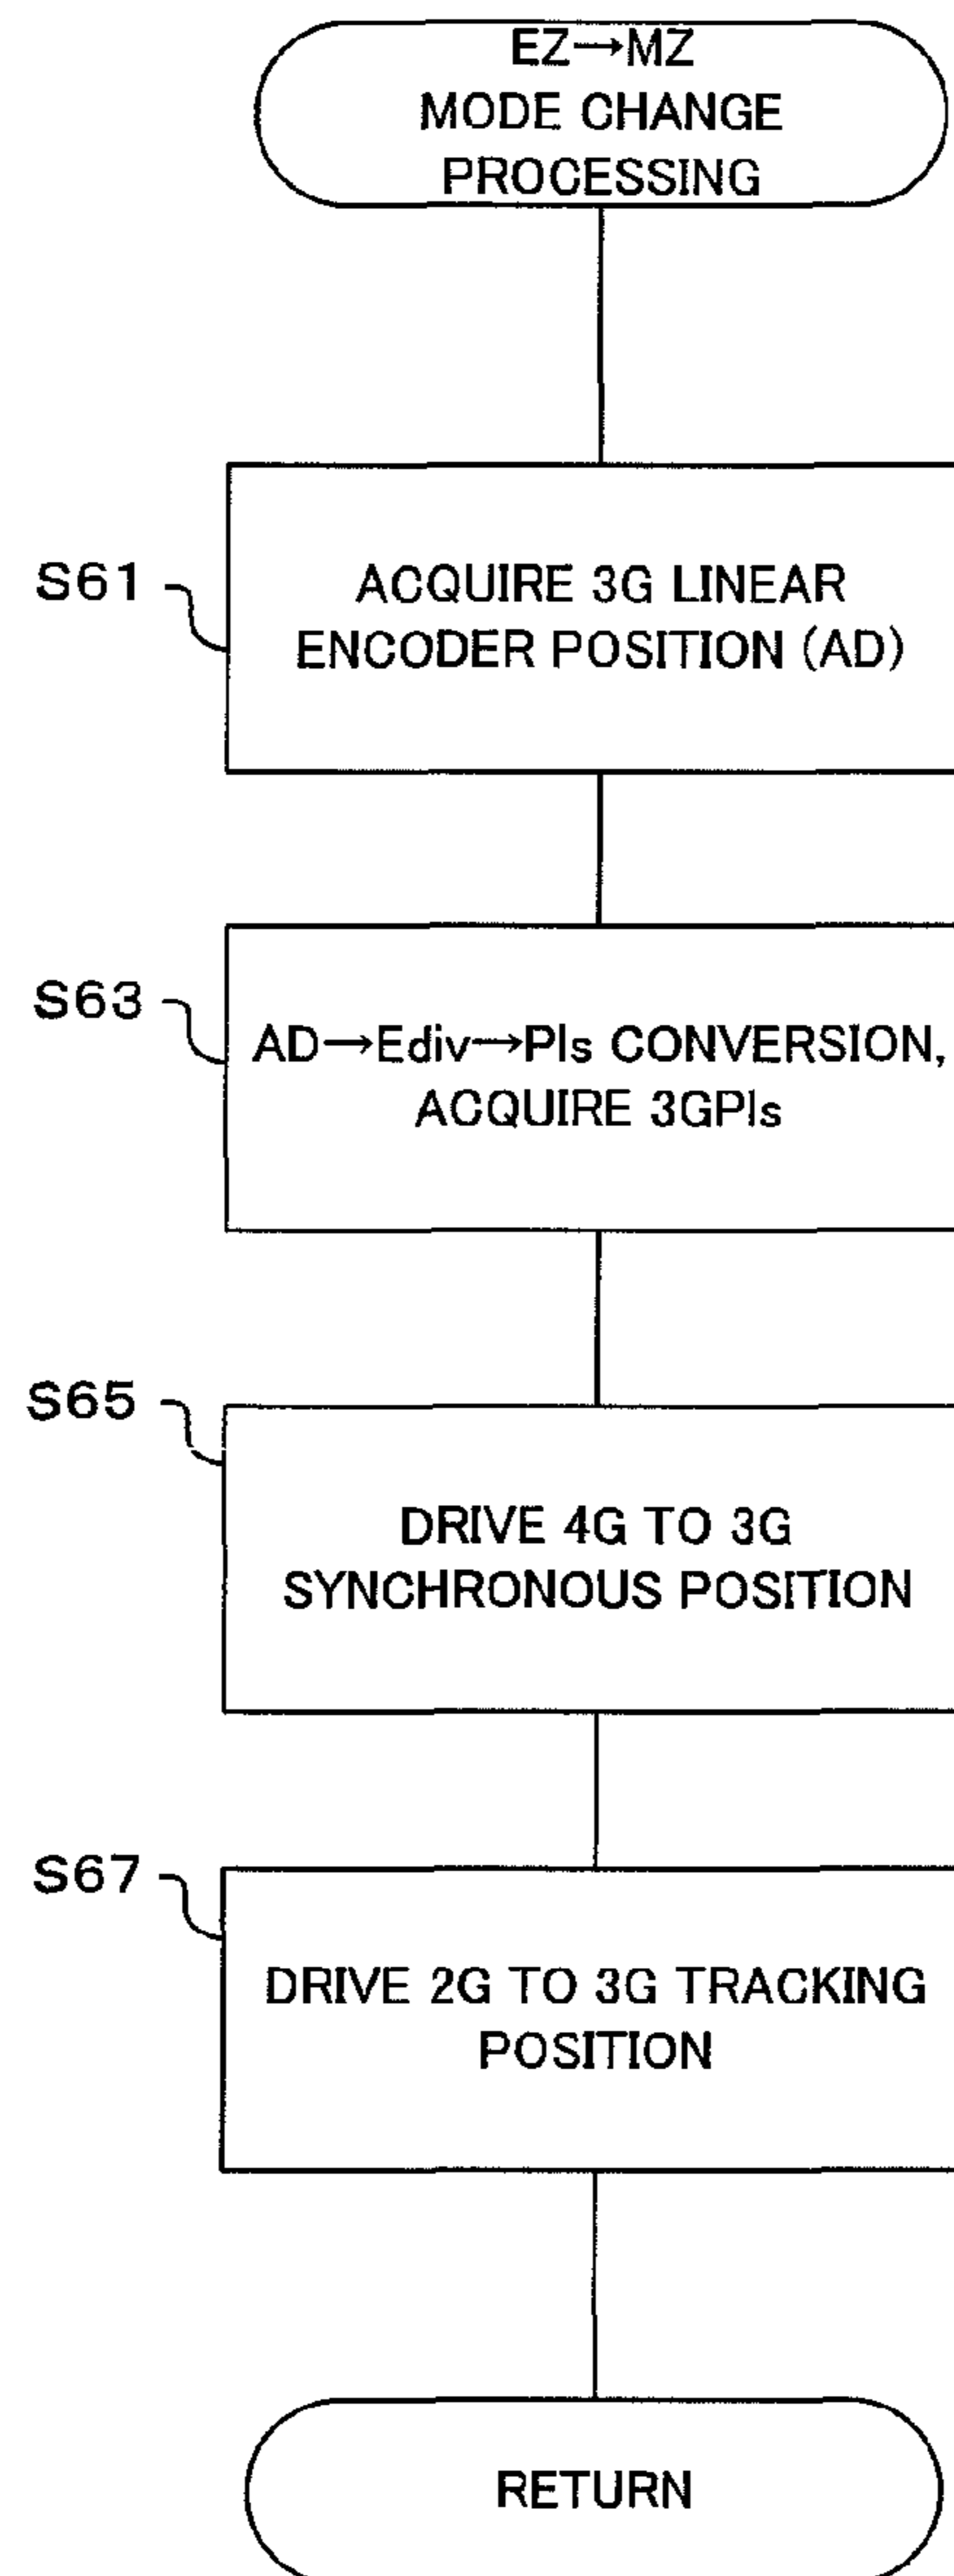 EZ→MZ
MODE CHANGE
PROCESSING
S61
ACQUIRE 3G LINEAR
ENCODER POSITION (AD)
S63
AD→Ediv→Pls CONVERSION,
ACQUIRE 3GPls
S65
DRIVE 4G TO 3G
SYNCHRONOUS POSITION
S67
DRIVE 2G TO 3G TRACKING
POSITION
RETURN